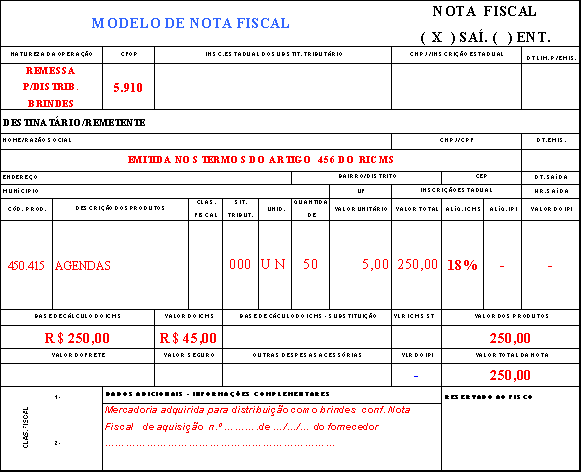 MODELO DE NOTA FISCAL
NOTA FISCAL
( X ) SAÍ. ( ) ENT.
NATUREZA DA OPERAÇÃO CFOP INSC. ESTADUAL DO SUBSTIT. TRIBUTÁRIO CNPJ/INSCRIÇÃO ESTADUAL DT LIM. P/EMIS.
REMESSA
P/DISTRIB. 5.910
BRINDES
DESTINATÁRIO/REMETENTE
NOME/RAZÃO SOCIAL CNPJ/CPF DT. EMIS.
EMITIDA NOS TERMOS DO ARTIGO 456 DO RICMS
ENDEREÇO BAIRRO/DISTRITO CEP DT. SAÍDA
MUNICÍPIO UF INSCRIÇÃO ESTADUAL HR. SAÍDA
CÓD. PROD. DESCRIÇÃO DOS PRODUTOS CLAS. FISCAL SIT. TRIBUT. UNID. QUANTIDADE VALOR UNITÁRIO VALOR TOTAL ALÍQ. ICMS ALÍQ. IPI VALOR DO IPI
450.415 AGENDAS 000 UN 50 5,00 250,00 18% - -
BASE DE CÁLCULO DO ICMS VALOR DO ICMS BASE DE CÁLCULO DO ICMS - SUBSTITUIÇÃO VLR ICMS ST VALOR DOS PRODUTOS
R$ 250,00 R$ 45,00 250,00
VALOR DO FRETE VALOR SEGURO OUTRAS DESPESAS ACESSÓRIAS VLR DO IPI VALOR TOTAL DA NOTA
- 250,00
CLAS. FISCAL
1-
2-
DADOS ADICIONAIS - INFORMAÇÕES COMPLEMENTARES RESERVADO AO FISCO
Mercadoria adquirida para distribuição como brindes conf. Nota
Fiscal de aquisição n.º ..........de .../.../... do fornecedor
..................................................................